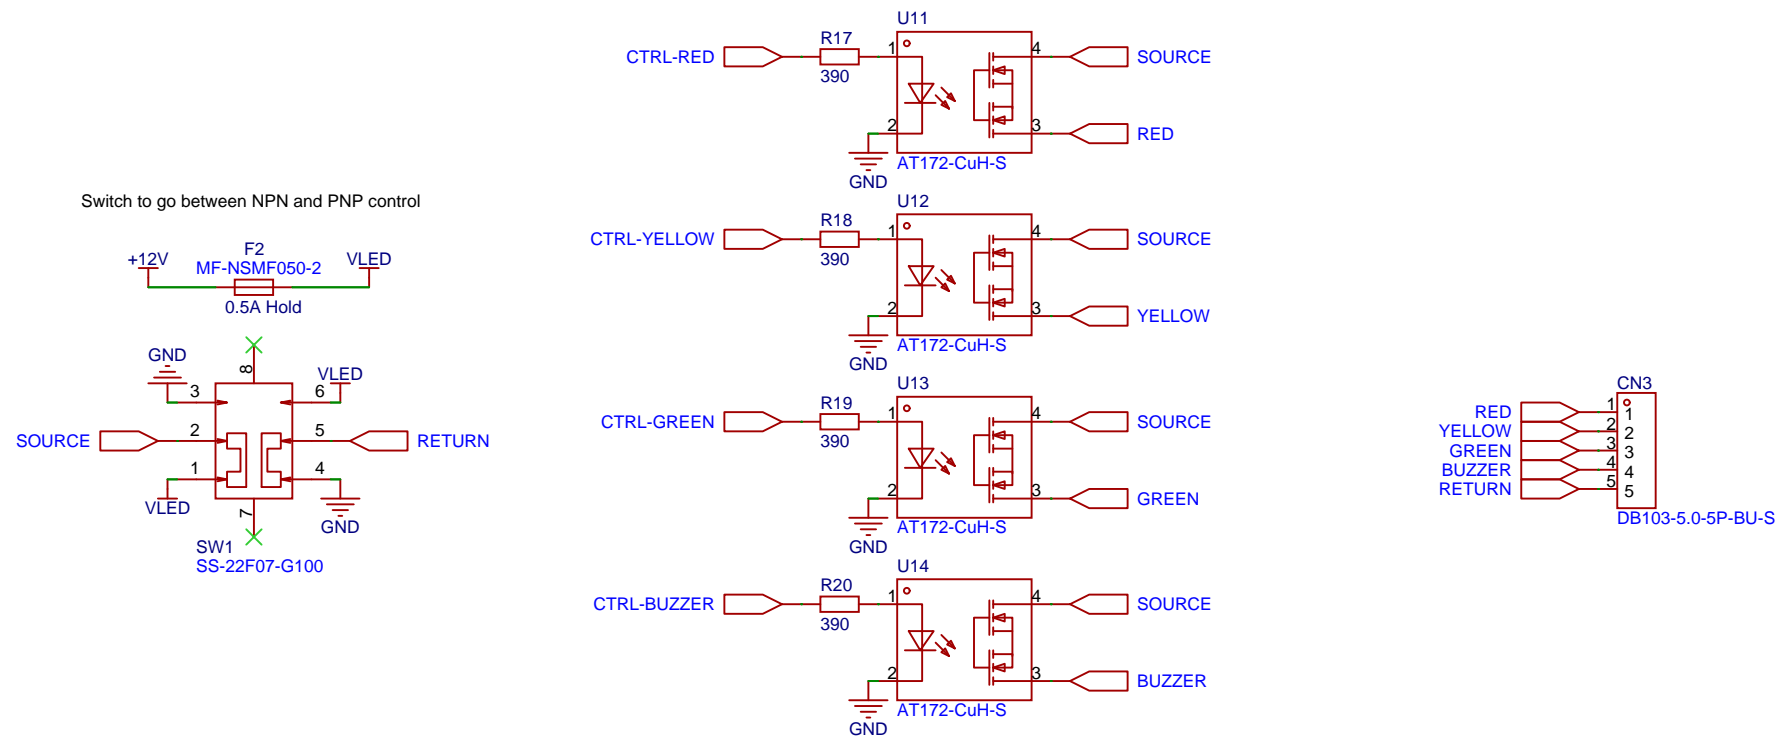 Switch to go between NPN and PNP control
+12V
F2
MF-NSMF050-2
VLED
0.5A Hold
GND
8
VLED
3
6
SOURCE
2
5
RETURN
1
4
VLED
7
GND
SW1
SS-22F07-G100
U11
CTRL-RED
R17
390
1
4
SOURCE
2
3
RED
GND
AT172-CuH-S
U12
CTRL-YELLOW
R18
390
1
4
SOURCE
2
3
YELLOW
GND
AT172-CuH-S
U13
CTRL-GREEN
R19
390
1
4
SOURCE
2
3
GREEN
GND
AT172-CuH-S
U14
CTRL-BUZZER
R20
390
1
4
SOURCE
2
3
BUZZER
GND
AT172-CuH-S
CN3
RED 1 1
YELLOW 2 2
GREEN 3 3
BUZZER 4 4
RETURN 5 5
DB103-5.0-5P-BU-S